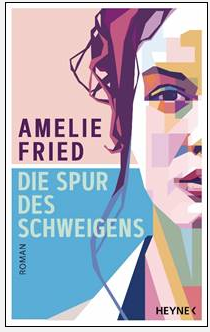 AMELIE
FRIED
DIE SPUR
DES
SCHWEIGENS
ROMAN
HEYNE